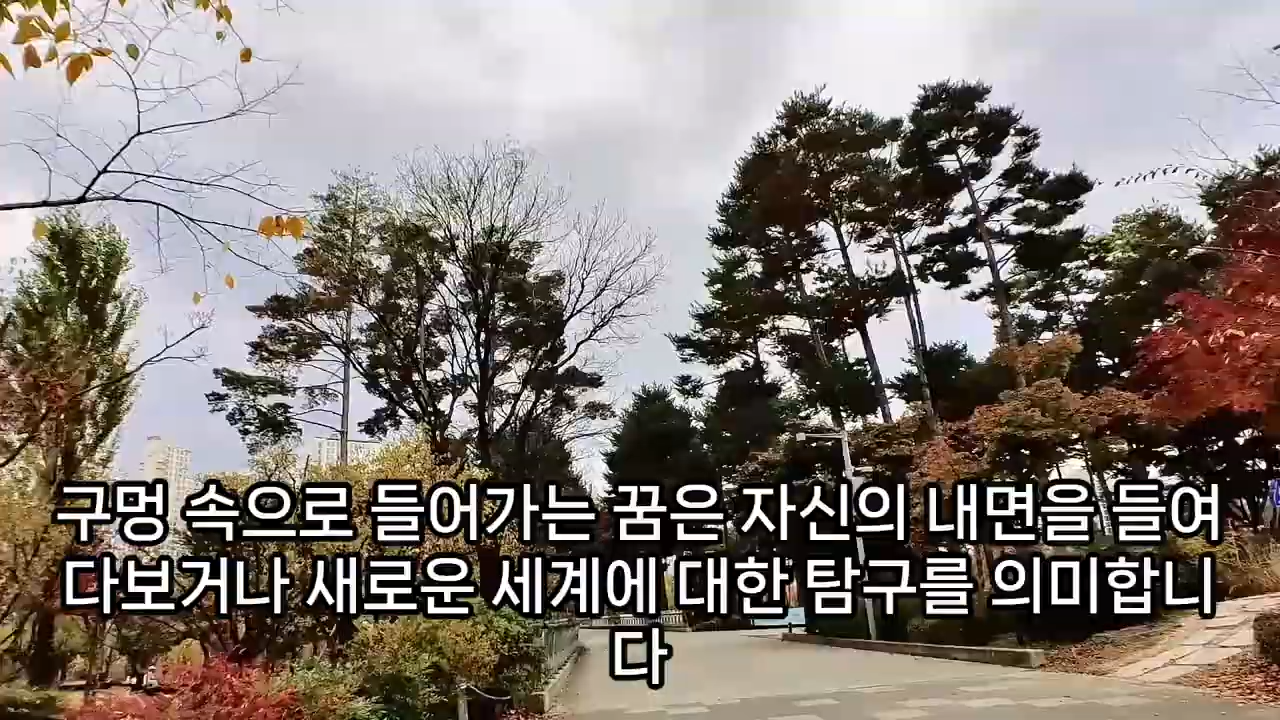 구멍 속으로 들어가는 꿈은 자신의 내면을 들여
다보거나 새로운 세계에 대한 탐구를 의미합니
다